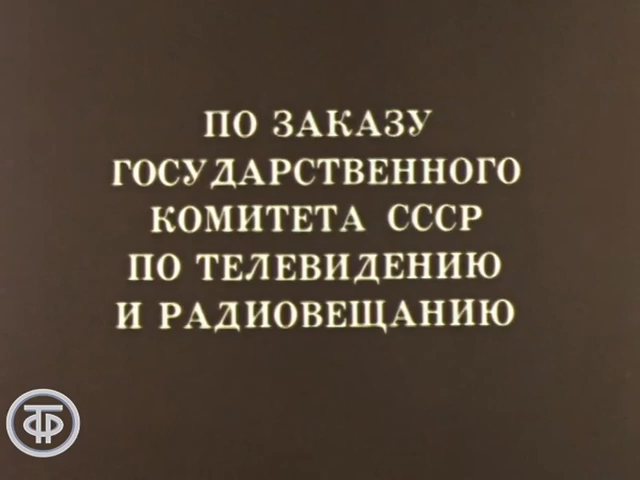 ПО ЗАКАЗУ
ГОСУДАРСТВЕННОГО
КОМИТЕТА СССР
ПО ТЕЛЕВИДЕНИЮ
И РАДИОВЕЩАНИЮ